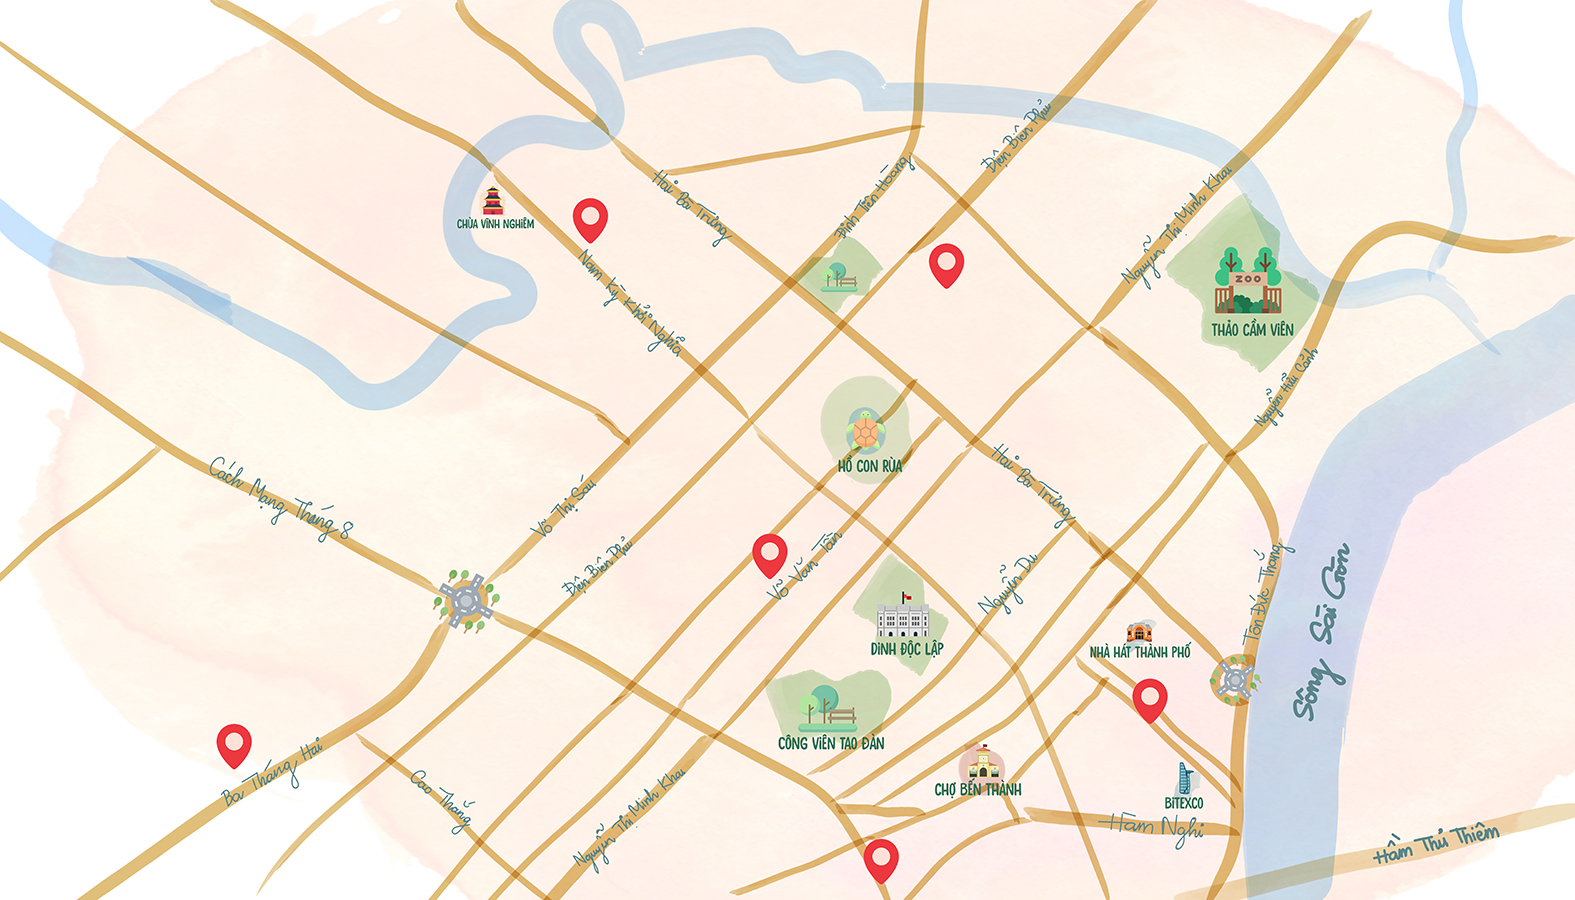 Điện Biên Phủ
Đinh Tiên Hoàng
Hai Bà Trưng
Nguyễn Thị Minh Khai
CHÙA VĨNH NGHIÊM
Nam Kỳ Khởi Nghĩa
ZOO
THẢO CẦM VIÊN
Nguyễn Hữu Cảnh
HỒ CON RÙA
Cách Mạng Tháng 8
Võ Thị Sáu
Hai Bà Trưng
Điện Biên Phủ
Võ Văn Tần
Nguyễn Du
Tôn Đức Thắng
Sông Sài Gòn
ĐINH ĐỘC LẬP
NHÀ HÁT THÀNH PHỐ
CÔNG VIÊN TAO ĐÀN
Ba Tháng Hai
Cao Thắng
Nguyễn Thị Minh Khai
CHỢ BẾN THÀNH
BITEXCO
Hàm Nghi
Hầm Thủ Thiêm